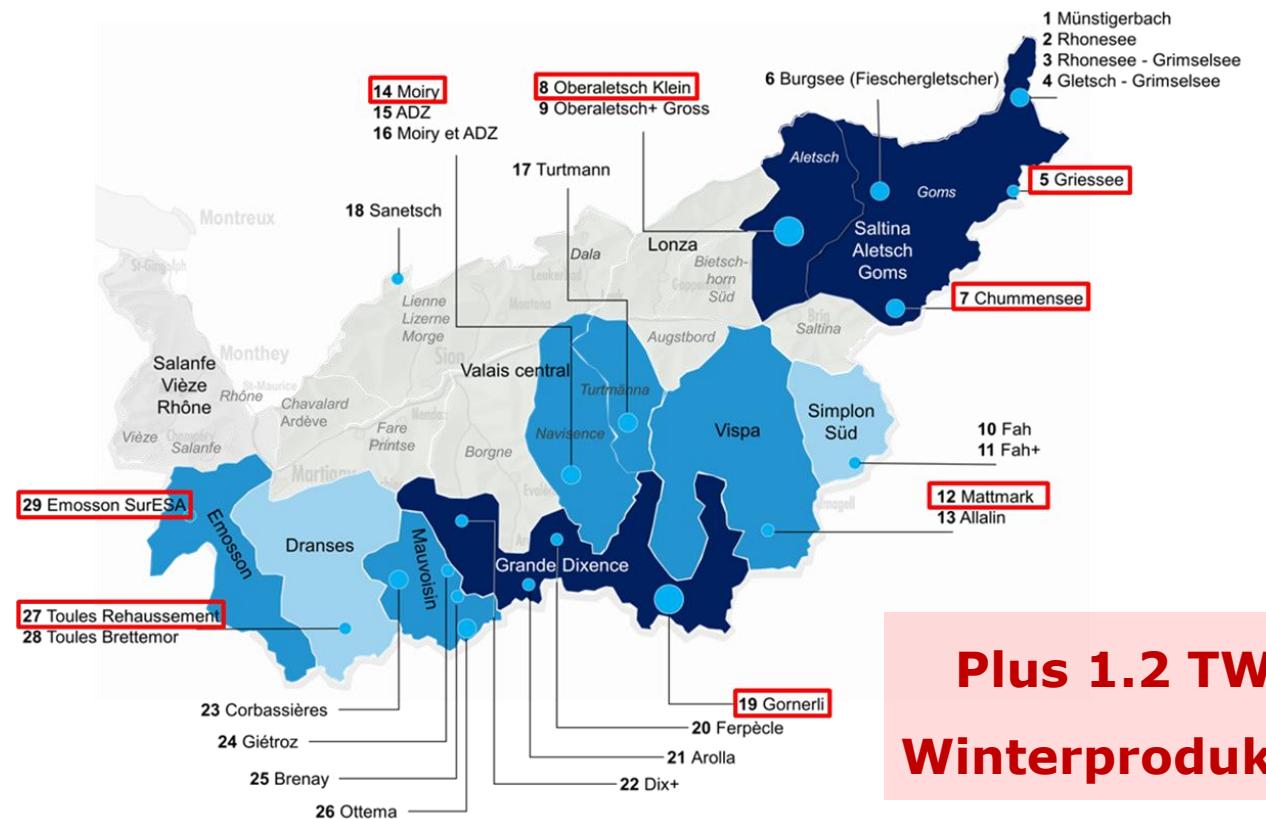 1 Münstigerbach
2 Rhonesee
3 Rhonesee - Grimselsee
4 Gletsch - Grimselsee
14 Moiry
15 ADZ
16 Moiry et ADZ
8 Oberaletsch Klein
9 Oberaletsch+ Gross
6 Burgsee (Fieschergletscher)
17 Turtmann
5 Griessee
18 Sanetsch
7 Chummensee
Aletsch
Goms
Saltina
Aletsch
Goms
Montreux
St-Gingolph
Lonza
Dala
Bietsch-
horn
Süd
Lienne
Lizerne
Morge
Montana
Augstbord
Brig
Saltina
Monthey
St-Maurice
Sion
Salanfe
Vièze
Rhône
Rhône
Chavalard
Ardève
Valais central
Turtmänna
Simplon
Süd
Vièze
Salanfe
Fare
Printse
Borgne
Navisence
Vispa
10 Fah
11 Fah+
12 Mattmark
13 Allalin
29 Emosson SurESA
Emosson
Dranses
Mauvoisin
Grande Dixence
27 Toules Rehaussement
28 Toules Brettemor
23 Corbassières
24 Giétroz
25 Brenay
26 Ottema
19 Gornerli
20 Ferpècle
21 Arolla
22 Dix+
Plus 1.2 TW
Winterproduk